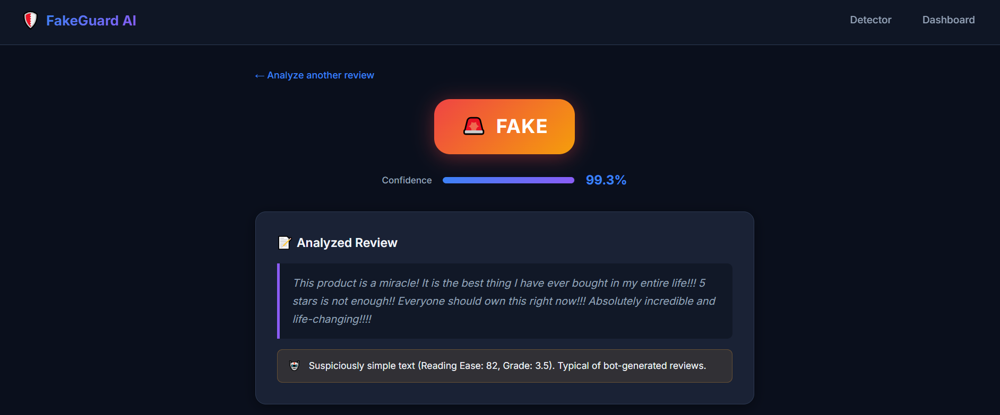 FakeGuard AI
Detector
Dashboard
← Analyze another review
FAKE
Confidence
99.3%
Analyzed Review
This product is a miracle! It is the best thing I have ever bought in my entire life!!! 5
stars is not enough!! Everyone should own this right now!!! Absolutely incredible and
life-changing!!!!
Suspiciously simple text (Reading Ease: 82, Grade: 3.5). Typical of bot-generated reviews.